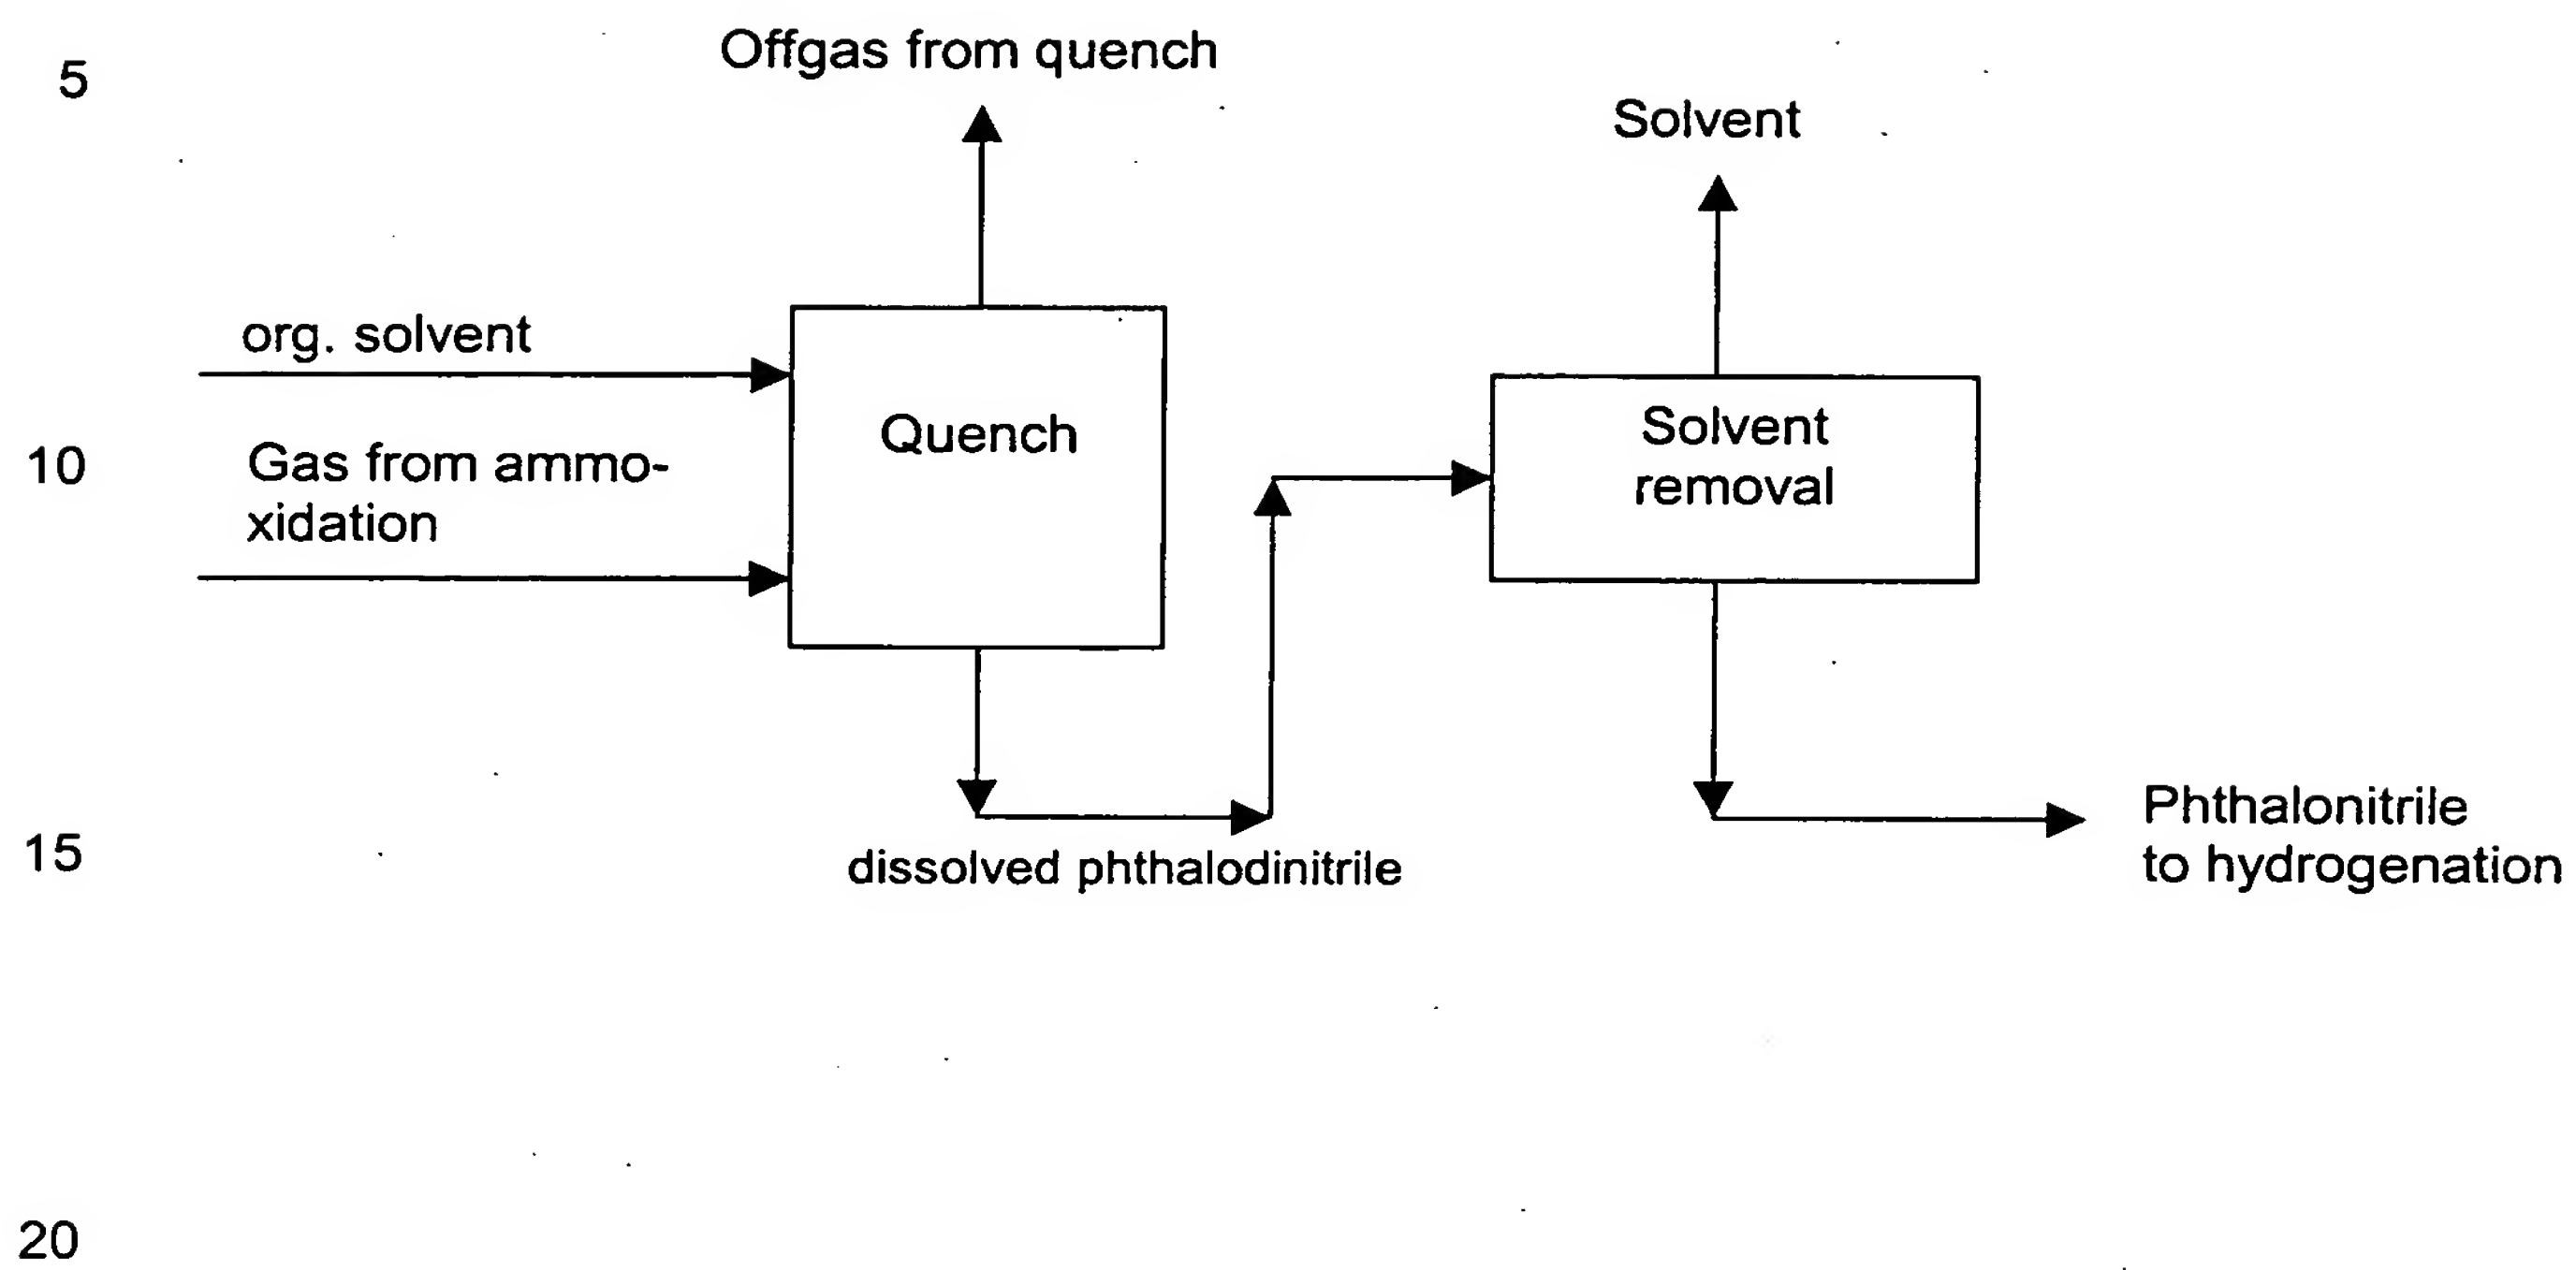 Offgas from quench
5
Solvent
org. solvent
Quench
Solvent
removal
10
Gas from ammo-
xidation
Phthalonitrile
to hydrogenation
15
dissolved phthalodinitrile
20